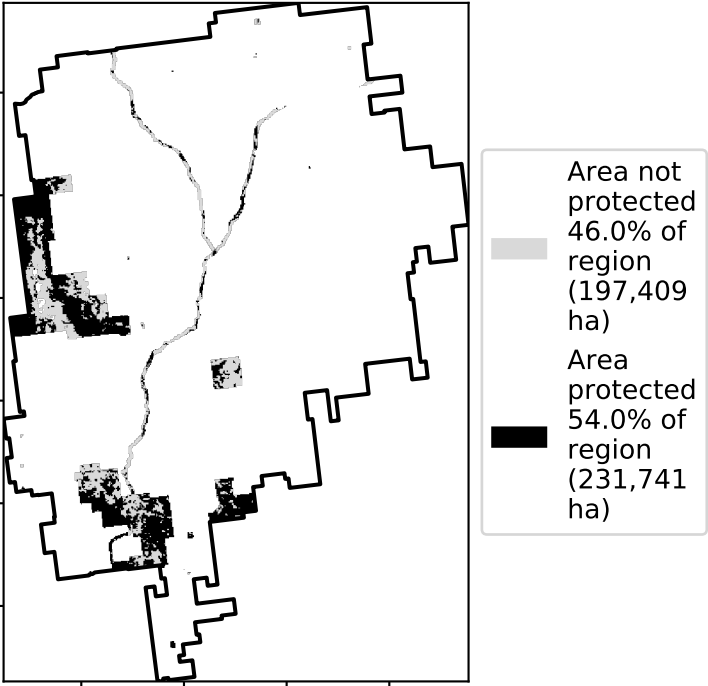 Area not
protected
46.0% of
region
(197,409
ha)
Area
protected
54.0% of
region
(231,741
ha)